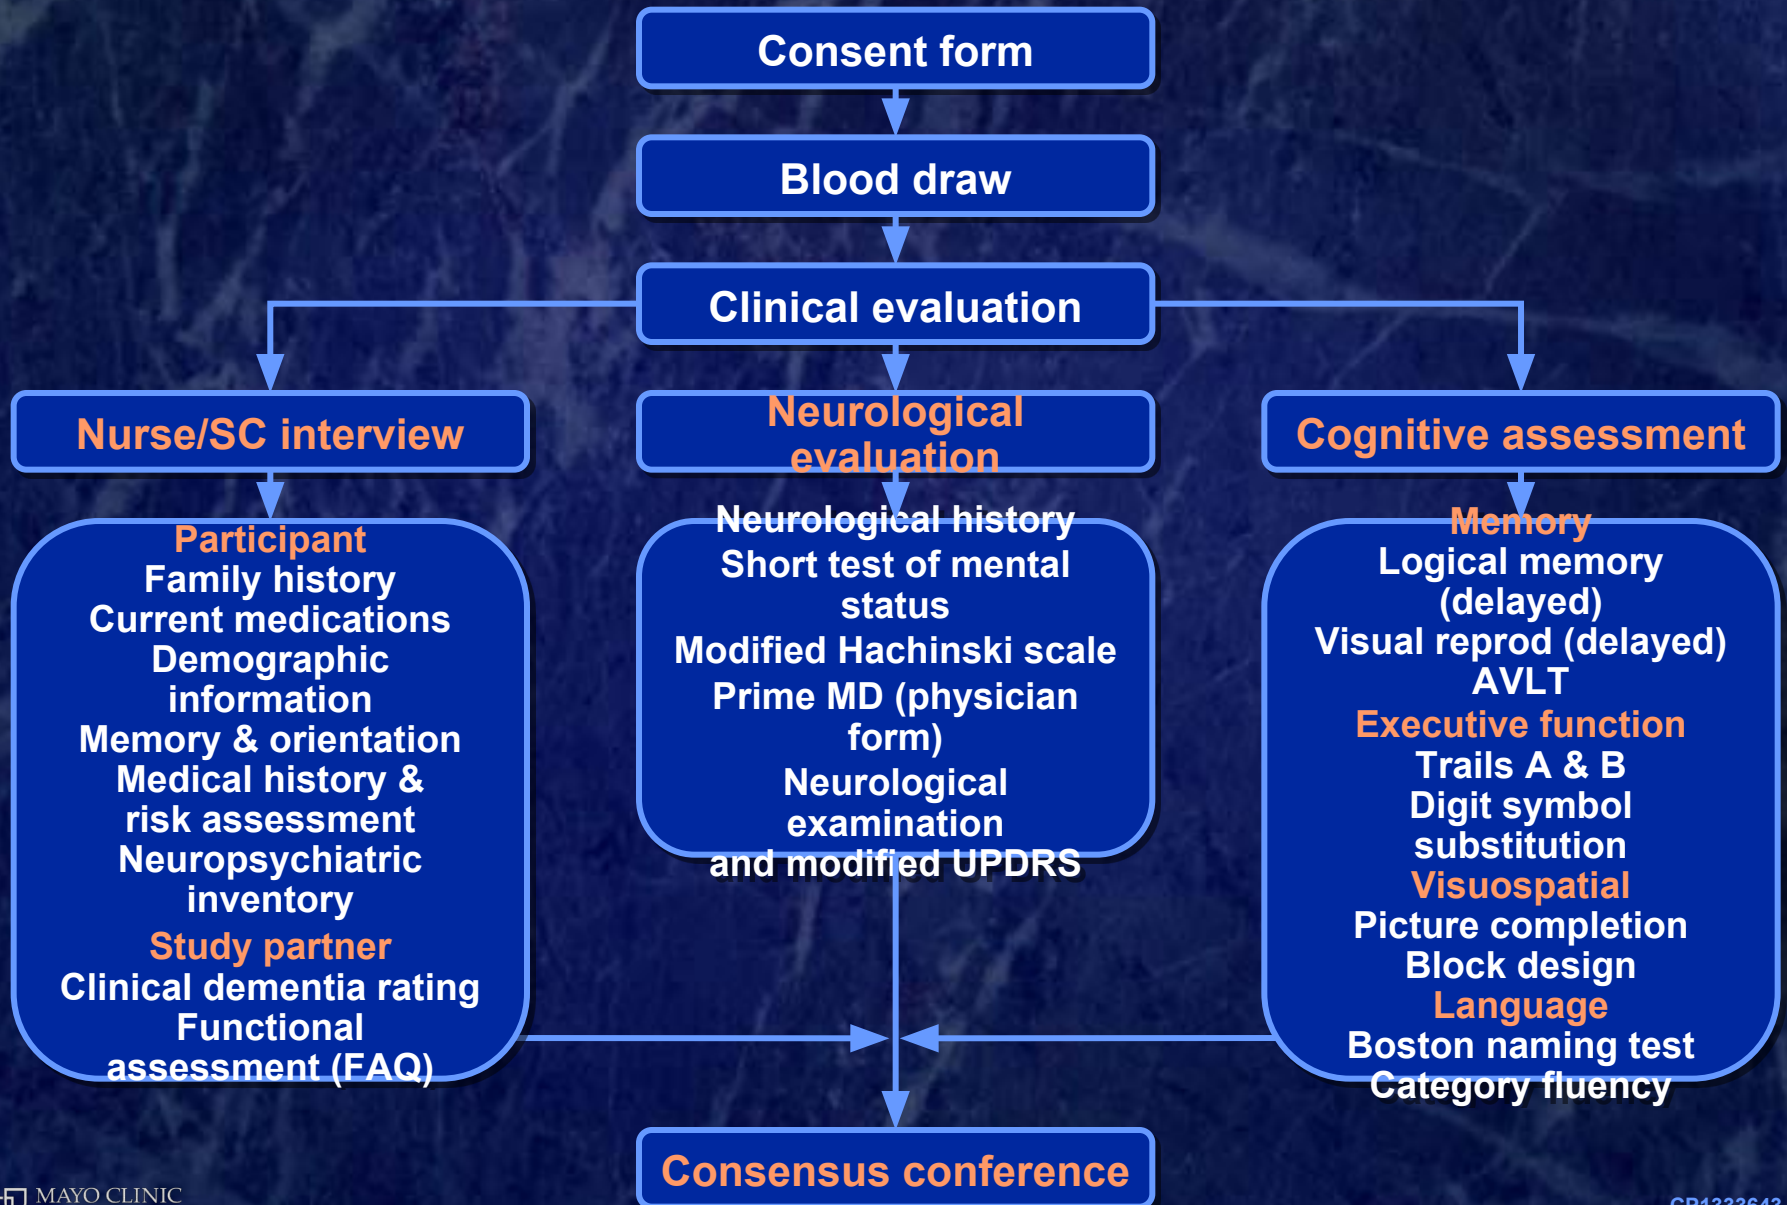 Consent form
Blood draw
Clinical evaluation
Nurse/SC interview
Neurological
evaluation
Cognitive assessment
Participant
Family history
Current medications
Demographic
information
Memory & orientation
Medical history &
risk assessment
Neuropsychiatric
inventory
Study partner
Clinical dementia rating
Functional
assessment (FAQ)
Neurological history
Short test of mental
status
Modified Hachinski scale
Prime MD (physician
form)
Neurological
examination
and modified UPDRS
Memory
Logical memory
(delayed)
Visual reprod (delayed)
AVLT
Executive function
Trails A & B
Digit symbol
substitution
Visuospatial
Picture completion
Block design
Language
Boston naming test
Category fluency
Consensus conference
MAYO CLINIC
CP1333643